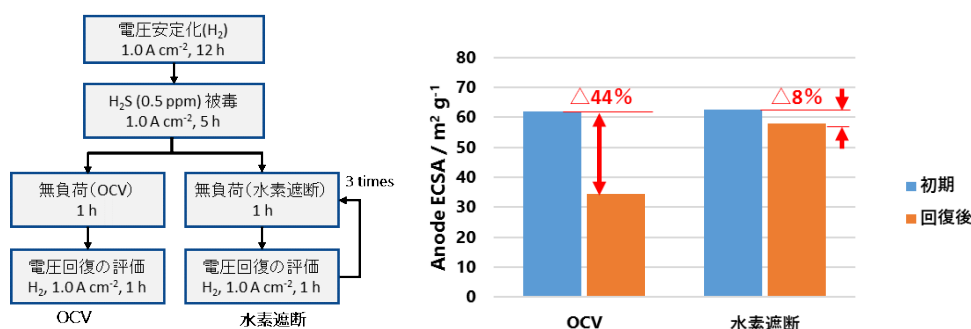 電圧安定化(H₂)
1.0 A cm⁻², 12 h
H₂S (0.5 ppm) 被毒
1.0 A cm⁻², 5 h
無負荷(OCV)
1 h
無負荷(水素遮断)
1 h
3 times
電圧回復の評価
H₂, 1.0 A cm⁻², 1 h
電圧回復の評価
H₂, 1.0 A cm⁻², 1 h
OCV
水素遮断
Anode ECSA / m² g⁻¹
80
70
60
50
40
30
20
10
0
△44%
△8%
OCV
水素遮断
初期
回復後